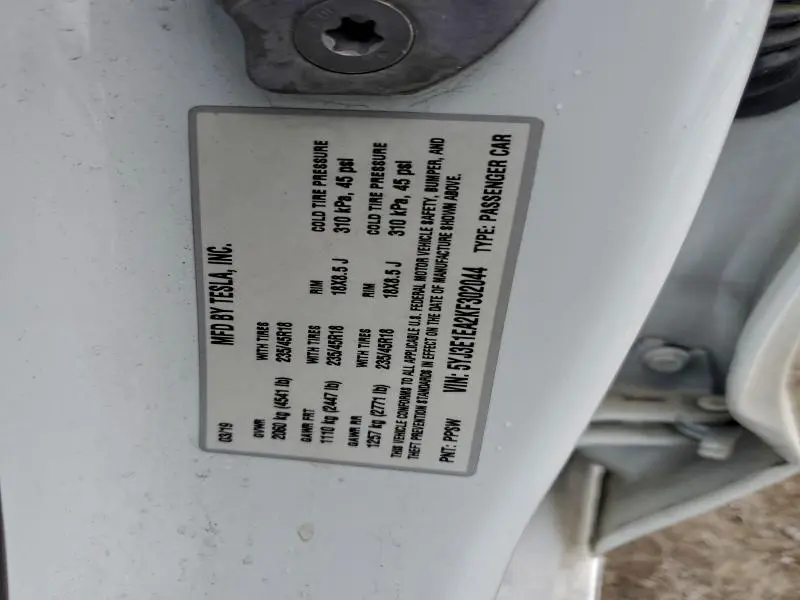 MFD BY TESLA, INC.
03/19
GVWR WITH TIRES RIM COLD TIRE PRESSURE
2060 kg (4541 lb) 235/45R18 18X8.5 J 310 kPa, 45 psi
GAWR FRT WITH TIRES
1110 kg (2447 lb) 235/45R18
GAWR RR WITH TIRES RIM COLD TIRE PRESSURE
1257 kg (2771 lb) 235/45R18 18X8.5 J 310 kPa, 45 psi
THIS VEHICLE CONFORMS TO ALL APPLICABLE U.S. FEDERAL MOTOR VEHICLE SAFETY, BUMPER, AND
THEFT PREVENTION STANDARDS IN EFFECT ON THE DATE OF MANUFACTURE SHOWN ABOVE.
PNT: PPSW VIN: 5YJ3E1EA2KF302044 TYPE: PASSENGER CAR